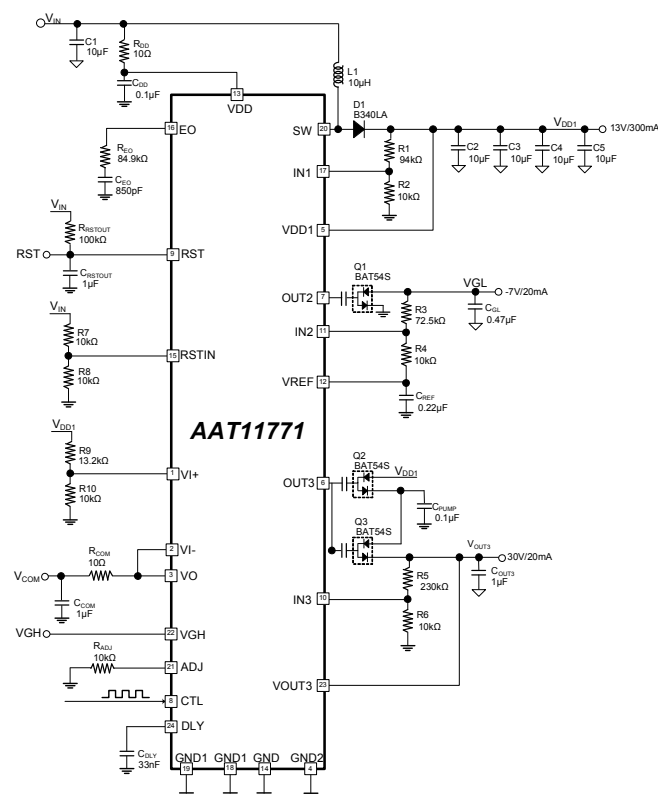 VIN
C1
10µF
RDD
10Ω
CDD
0.1µF
L1
10µH
13
VDD
16
EO
REO
84.9kΩ
CEO
850pF
SW
20
D1
B340LA
VDD1
13V/300mA
R1
94kΩ
C2
10µF
C3
10µF
C4
10µF
C5
10µF
IN1
17
R2
10kΩ
VIN
RRSTOUT
100kΩ
VDD1
5
RST
9
RST
CRSTOUT
1µF
Q1
BAT54S
OUT2
7
VGL
-7V/20mA
R3
72.5kΩ
CGL
0.47µF
VIN
R7
10kΩ
IN2
11
R4
10kΩ
15
RSTIN
R8
10kΩ
VREF
12
CREF
0.22µF
AAT11771
VDD1
R9
13.2kΩ
1
VI+
R10
10kΩ
Q2
BAT54S
VDD1
OUT3
6
CPUMP
0.1µF
Q3
BAT54S
VOUT3
30V/20mA
R5
230kΩ
COUT3
1µF
2
VI-
RCOM
10Ω
VCOM
3
VO
CCOM
1µF
IN3
10
R6
10kΩ
VGH
22
VGH
RADJ
10kΩ
21
ADJ
VOUT3
23
8
CTL
24
DLY
CDLY
33nF
GND1
GND1
GND
GND2
19
18
14
4